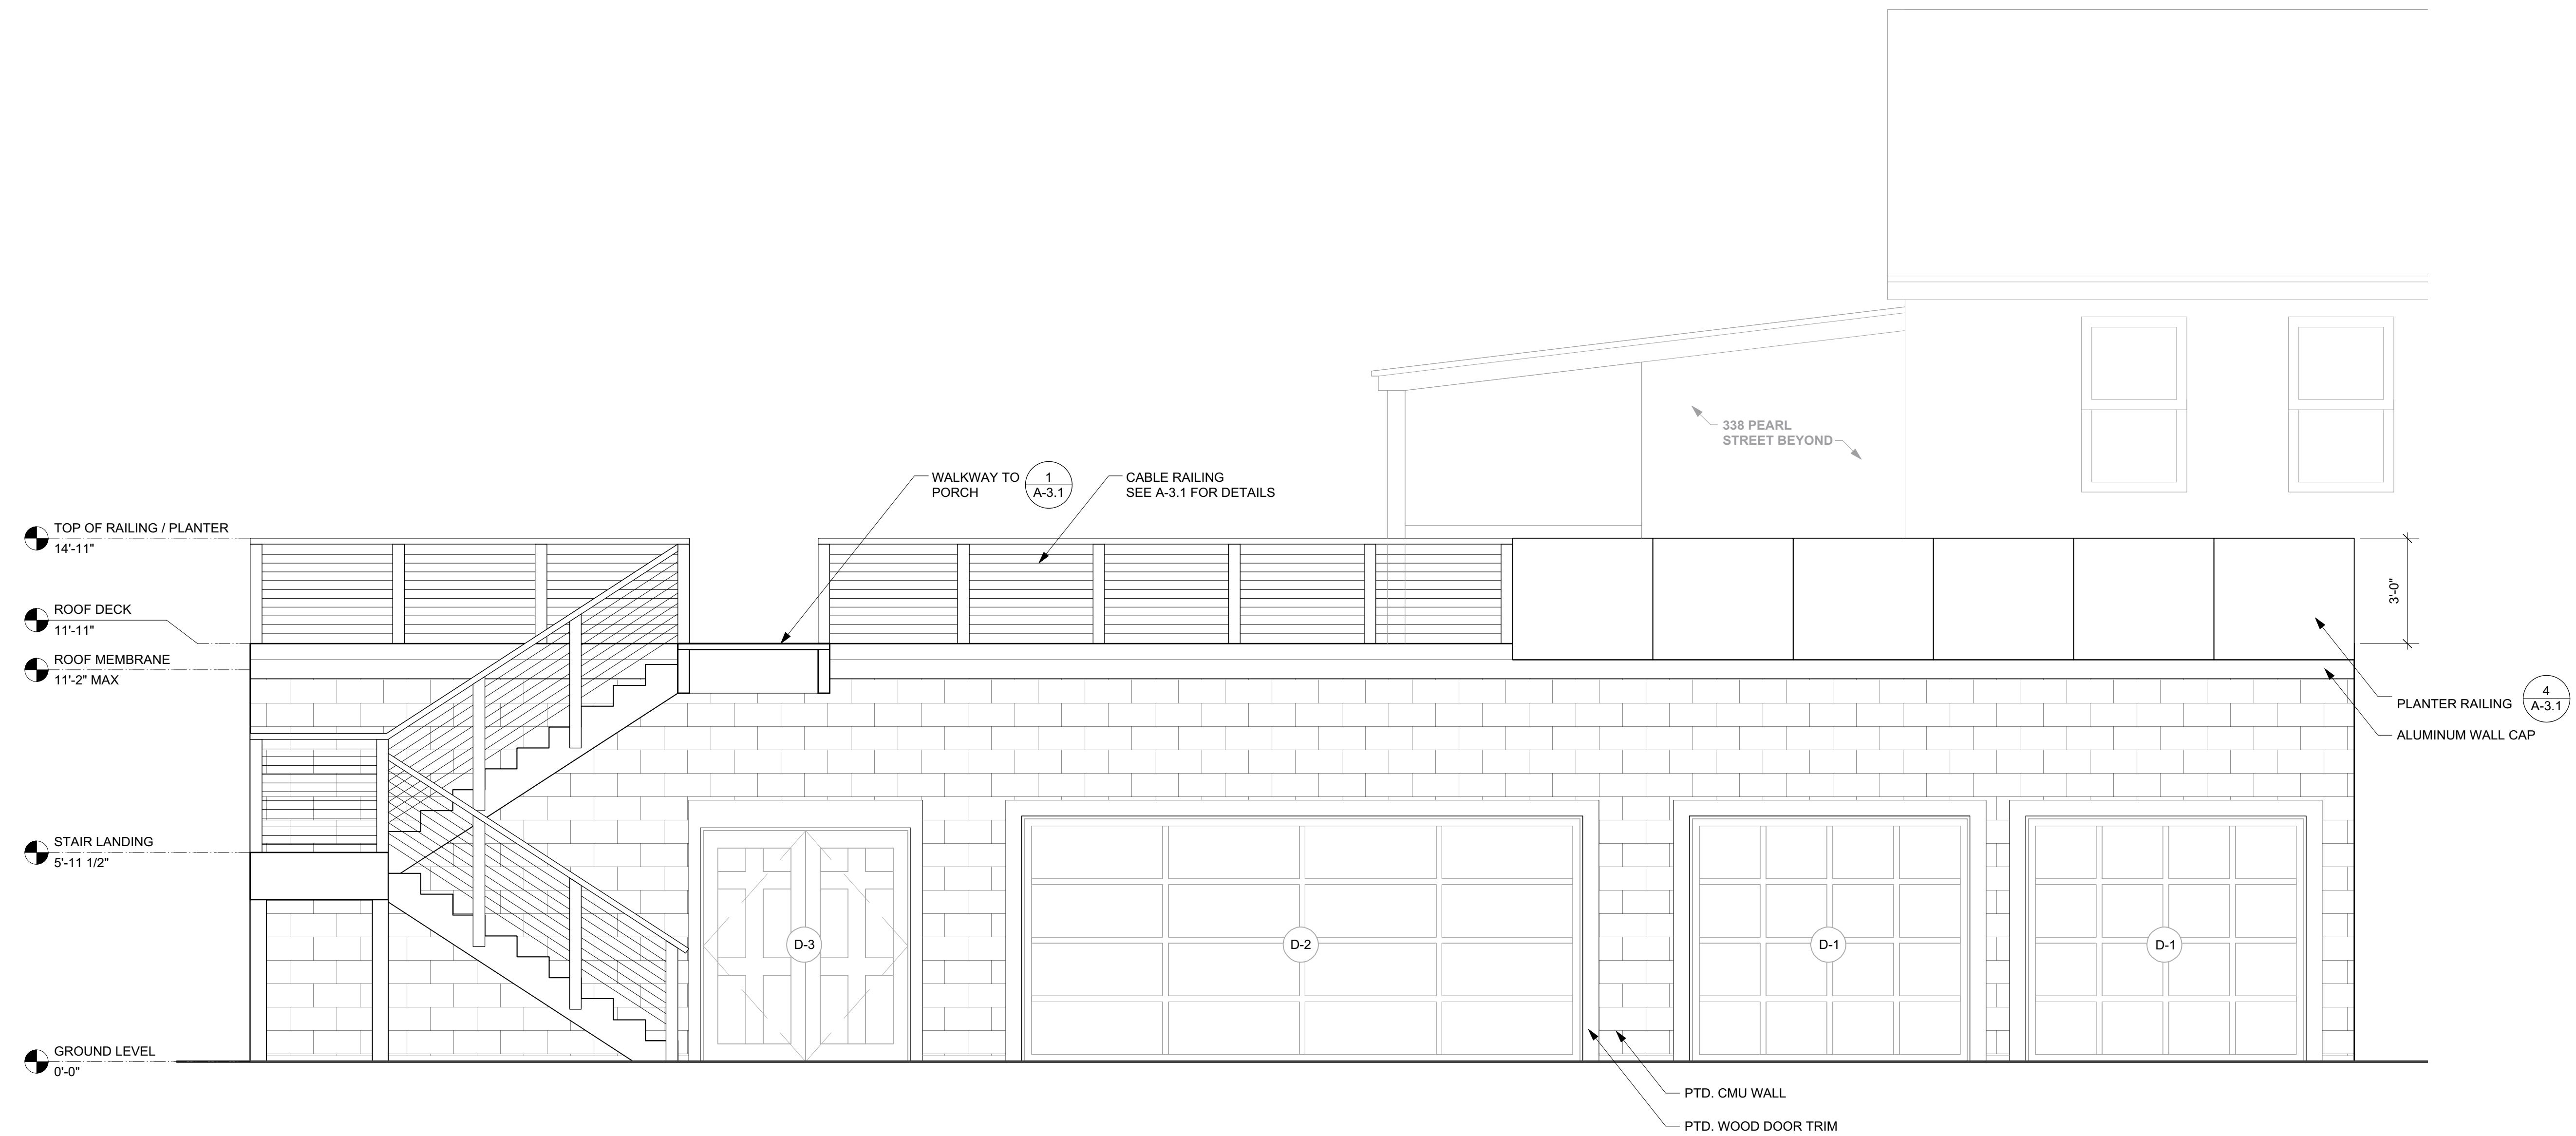 338 PEARL
STREET BEYOND
WALKWAY TO
PORCH
1
A-3.1
CABLE RAILING
SEE A-3.1 FOR DETAILS
TOP OF RAILING / PLANTER
14'-11"
ROOF DECK
11'-11"
ROOF MEMBRANE
11'-2" MAX
3'-0"
PLANTER RAILING
4
A-3.1
ALUMINUM WALL CAP
STAIR LANDING
5'-11 1/2"
D-3
D-2
D-1
D-1
GROUND LEVEL
0'-0"
PTD. CMU WALL
PTD. WOOD DOOR TRIM